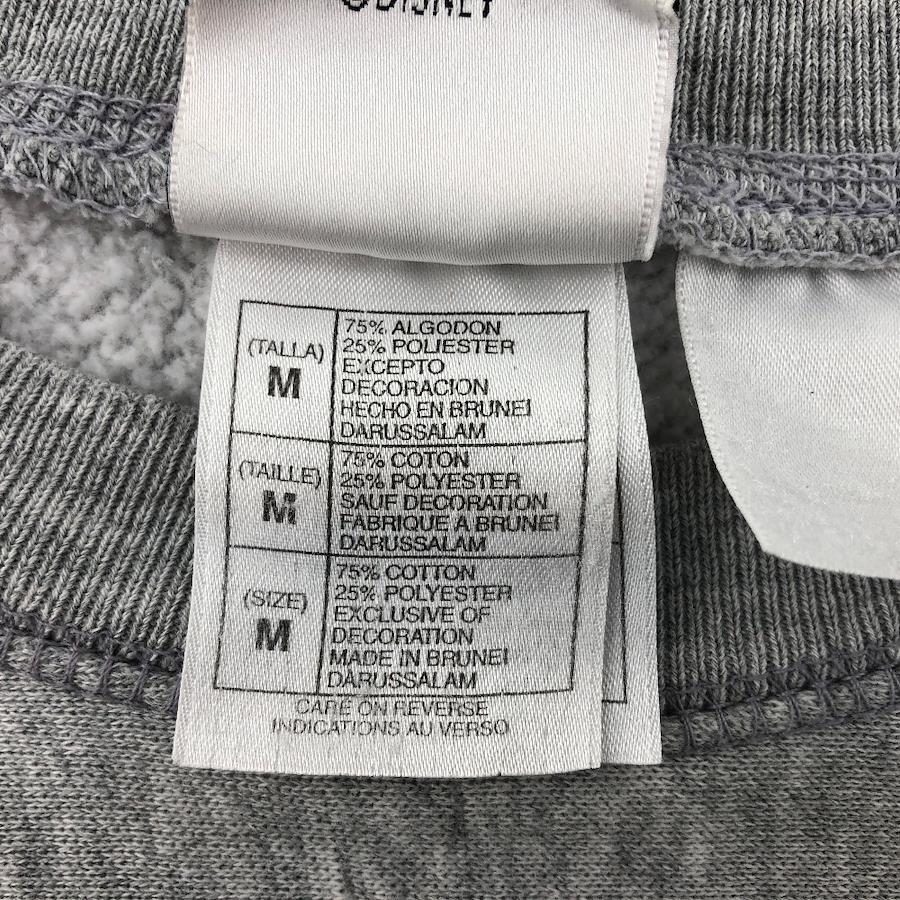 ©DISNEY
(TALLA)
M
75% ALGODON
25% POLIESTER
EXCEPTO
DECORACION
HECHO EN BRUNEI
DARUSSALAM
(TAILLE)
M
75% COTON
25% POLYESTER
SAUF DECORATION
FABRIQUE A BRUNEI
DARUSSALAM
(SIZE)
M
75% COTTON
25% POLYESTER
EXCLUSIVE OF
DECORATION
MADE IN BRUNEI
DARUSSALAM
CARE ON REVERSE
INDICATIONS AU VERSO